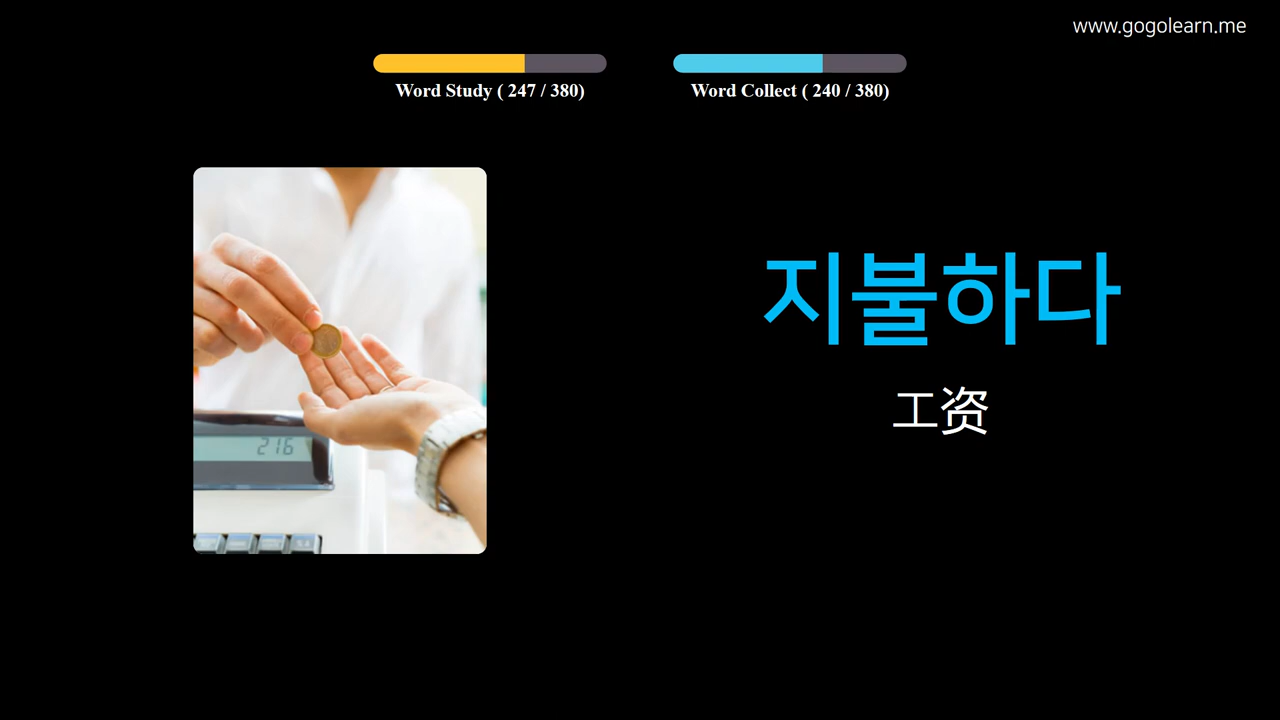 www.gogolearn.me
Word Study ( 247 / 380)
Word Collect ( 240 / 380)
지불하다
工资
216